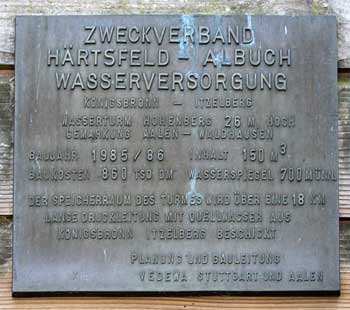 ZWECKVERBAND
HÄRTSFELD - ALBUCH
WASSERVERSORGUNG
KÖNIGSBRONN - ITZELBERG
WASSERTURM HOHENBERG 26 M HOCH
GEMARKUNG AALEN - WALDHAUSEN
BAUJAHR 1985/86 INHALT 150 M³
BAUKOSTEN 860 TSD DM WASSERSPIEGEL 700 M Ü NN
DER SPEICHERRAUM DES TURMES WIRD ÜBER EINE 18 KM
LANGE DRUCKLEITUNG MIT QUELLWASSER AUS
KÖNIGSBRONN ITZELBERG BESCHICKT
PLANUNG UND BAULEITUNG
VEDEWA STUTTGART UND AALEN